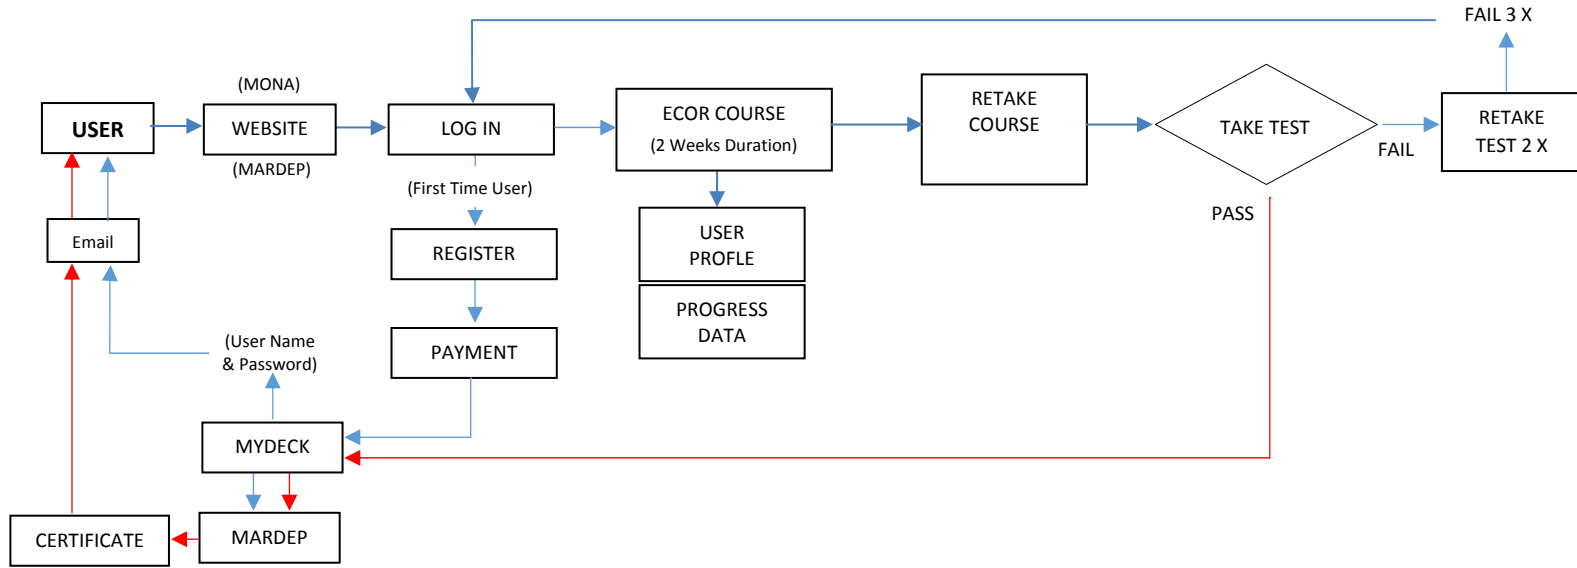 FAIL 3 X
(MONA)
USER
WEBSITE
(MARDEP)
LOG IN
ECOR COURSE
(2 Weeks Duration)
RETAKE
COURSE
TAKE TEST
FAIL
RETAKE
TEST 2 X
PASS
(First Time User)
Email
REGISTER
USER
PROFLE
PROGRESS
DATA
(User Name
& Password)
PAYMENT
MYDECK
CERTIFICATE
MARDEP